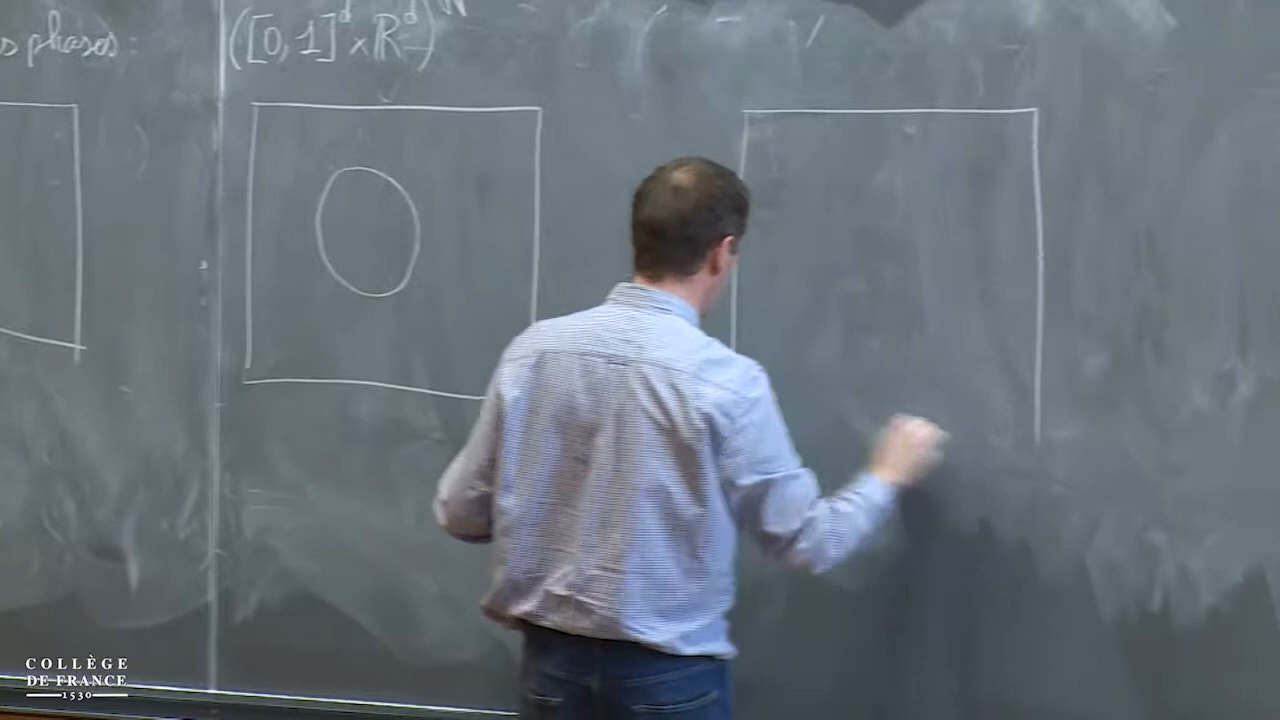 s phases : ([0,1]^d × R^d)^N
COLLÈGE
DE FRANCE
1530